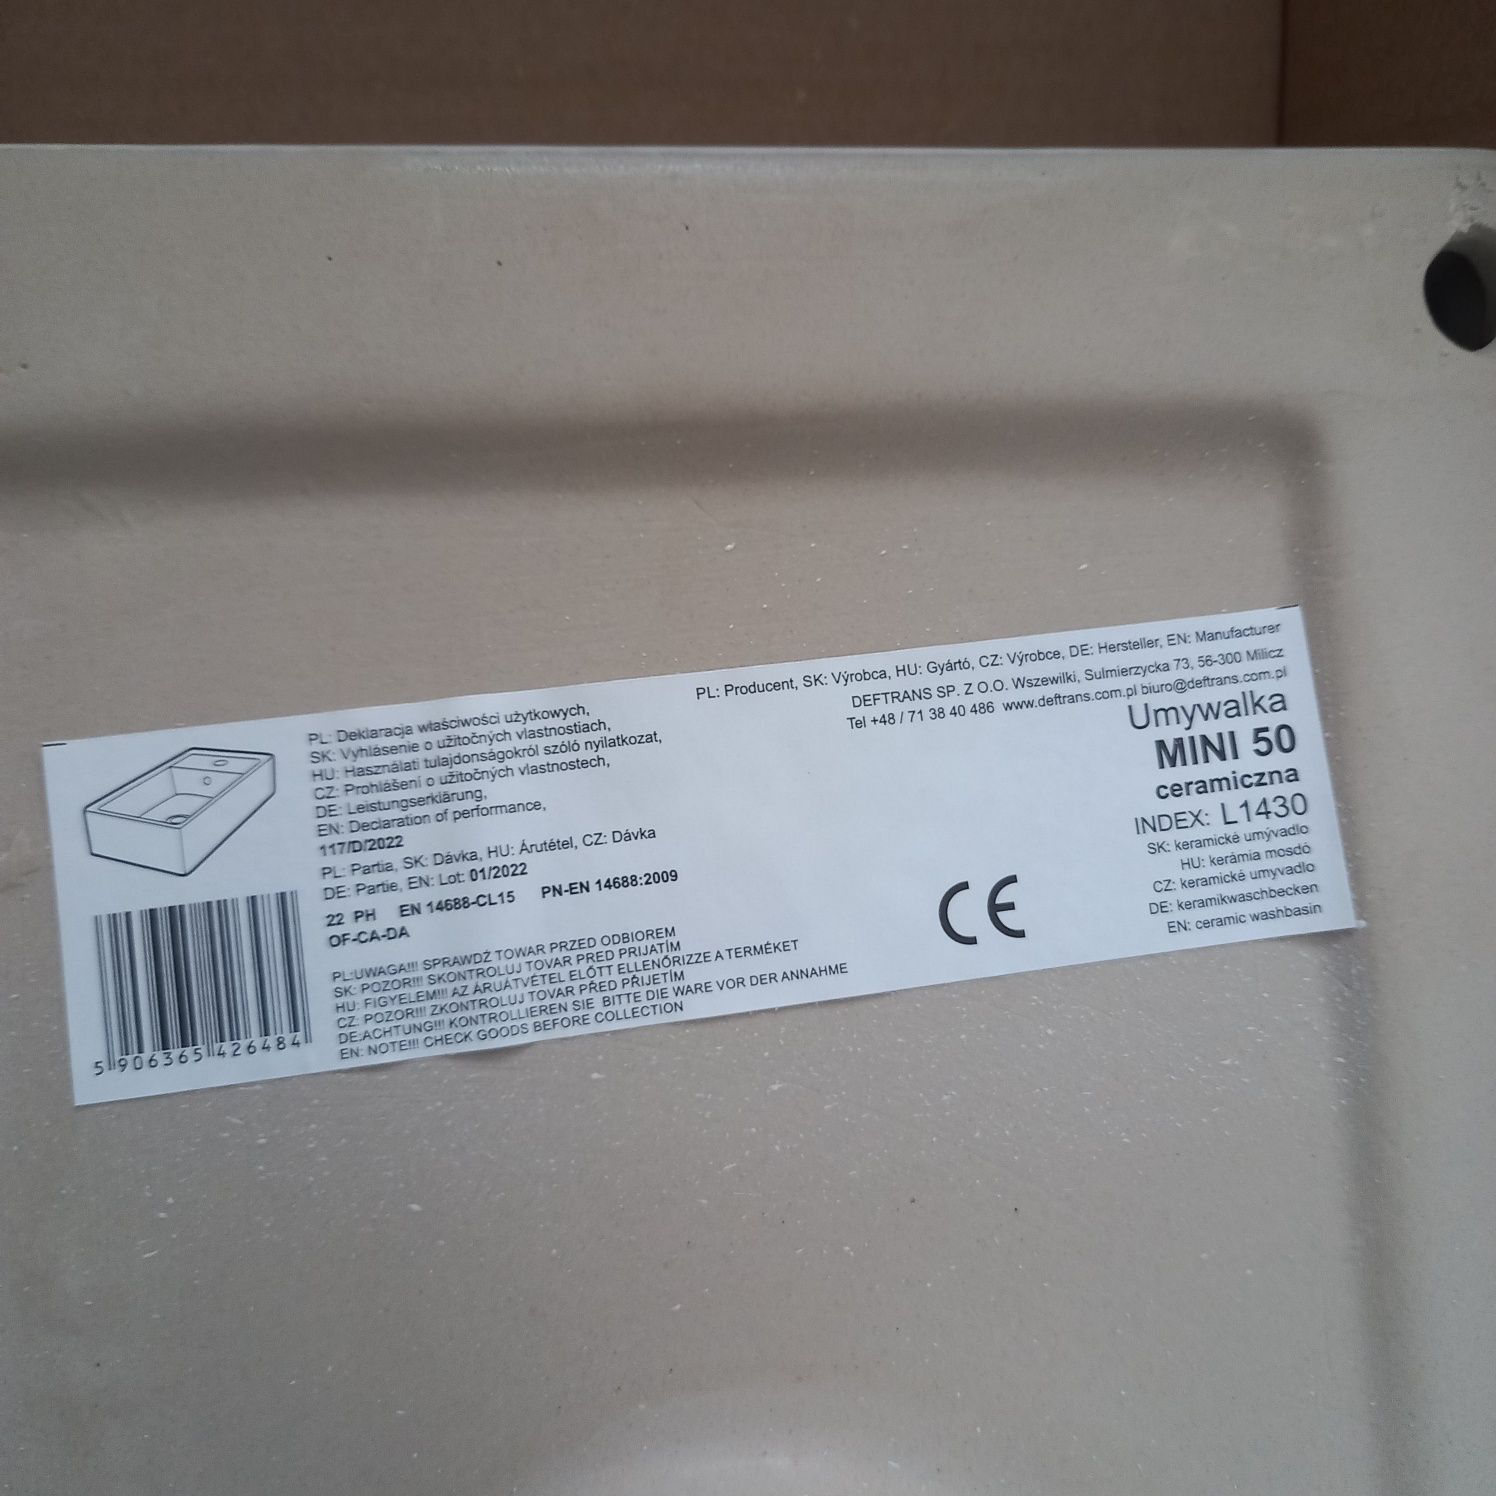 PL: Producent, SK: Výrobca, HU: Gyártó, CZ: Výrobce, DE: Hersteller, EN: Manufacturer
DEFTRANS SP. Z O.O. Wszewilki, Sulmierzycka 73, 56-300 Milicz
Tel +48 / 71 38 40 486 www.deftrans.com.pl biuro@deftrans.com.pl
Umywalka
MINI 50
ceramiczna
INDEX: L1430
SK: keramické umývadlo
HU: kerámia mosdó
CZ: keramické umyvadlo
DE: keramikwaschbecken
EN: ceramic washbasin
PL: Deklaracja właściwości użytkowych,
SK: Vyhlásenie o užitočných vlastnostiach,
HU: Használati tulajdonságokról szóló nyilatkozat,
CZ: Prohlášení o užitočných vlastnostech,
DE: Leistungserklärung,
EN: Declaration of performance,
117/D/2022
PL: Partia, SK: Dávka, HU: Árutétel, CZ: Dávka
DE: Partie, EN: Lot: 01/2022
22 PH EN 14688-CL15 PN-EN 14688:2009
OF-CA-DA
PL:UWAGA!!! SPRAWDŹ TOWAR PRZED ODBIOREM
SK: POZOR!!! SKONTROLUJ TOVAR PRED PRIJATÍM
HU: FIGYELEM!!! AZ ÁRUÁTVÉTEL ELŐTT ELLENŐRIZZE A TERMÉKET
CZ: POZOR!!! ZKONTROLUJ TOVAR PŘED PŘIJETÍM
DE:ACHTUNG!!! KONTROLLIEREN SIE BITTE DIE WARE VOR DER ANNAHME
EN: NOTE!!! CHECK GOODS BEFORE COLLECTION
CE
5 906365 426484